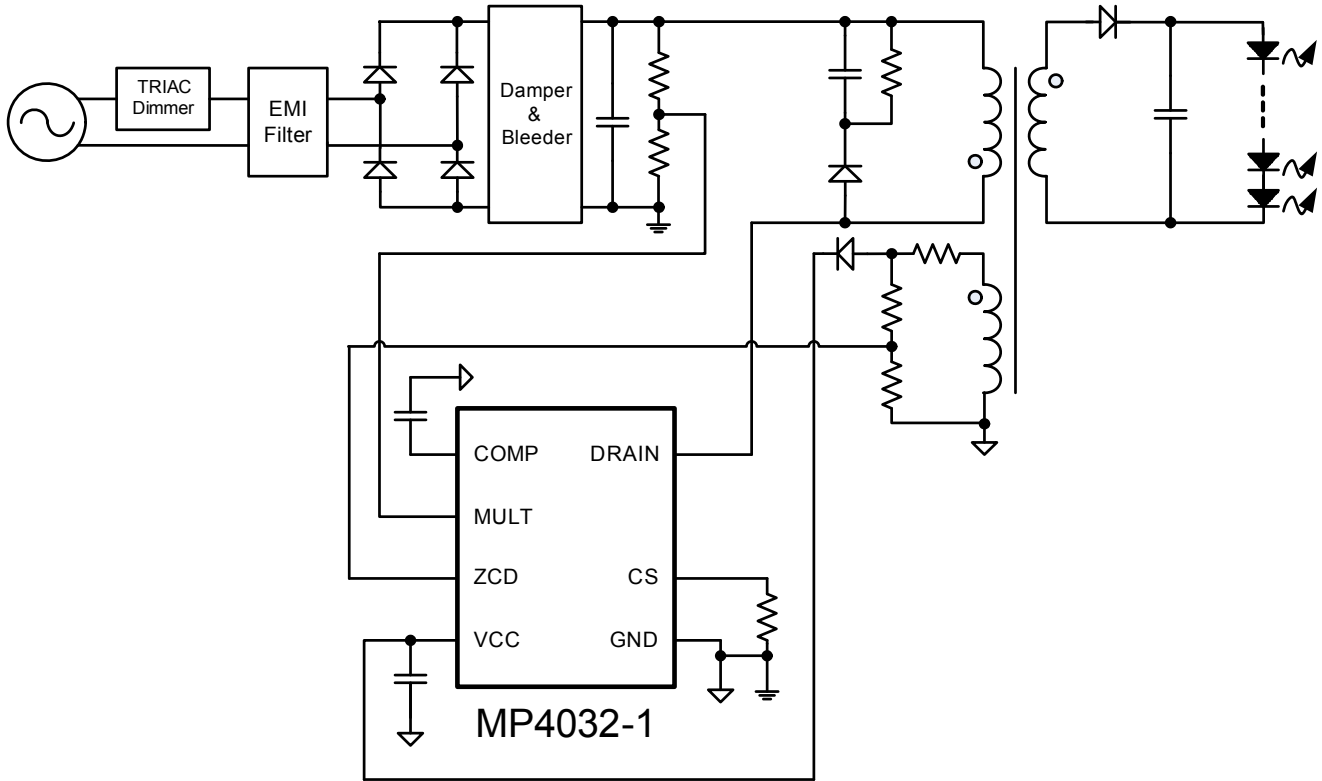 TRIAC
Dimmer
EMI
Filter
Damper
&
Bleeder
COMP
DRAIN
MULT
ZCD
CS
VCC
GND
MP4032-1